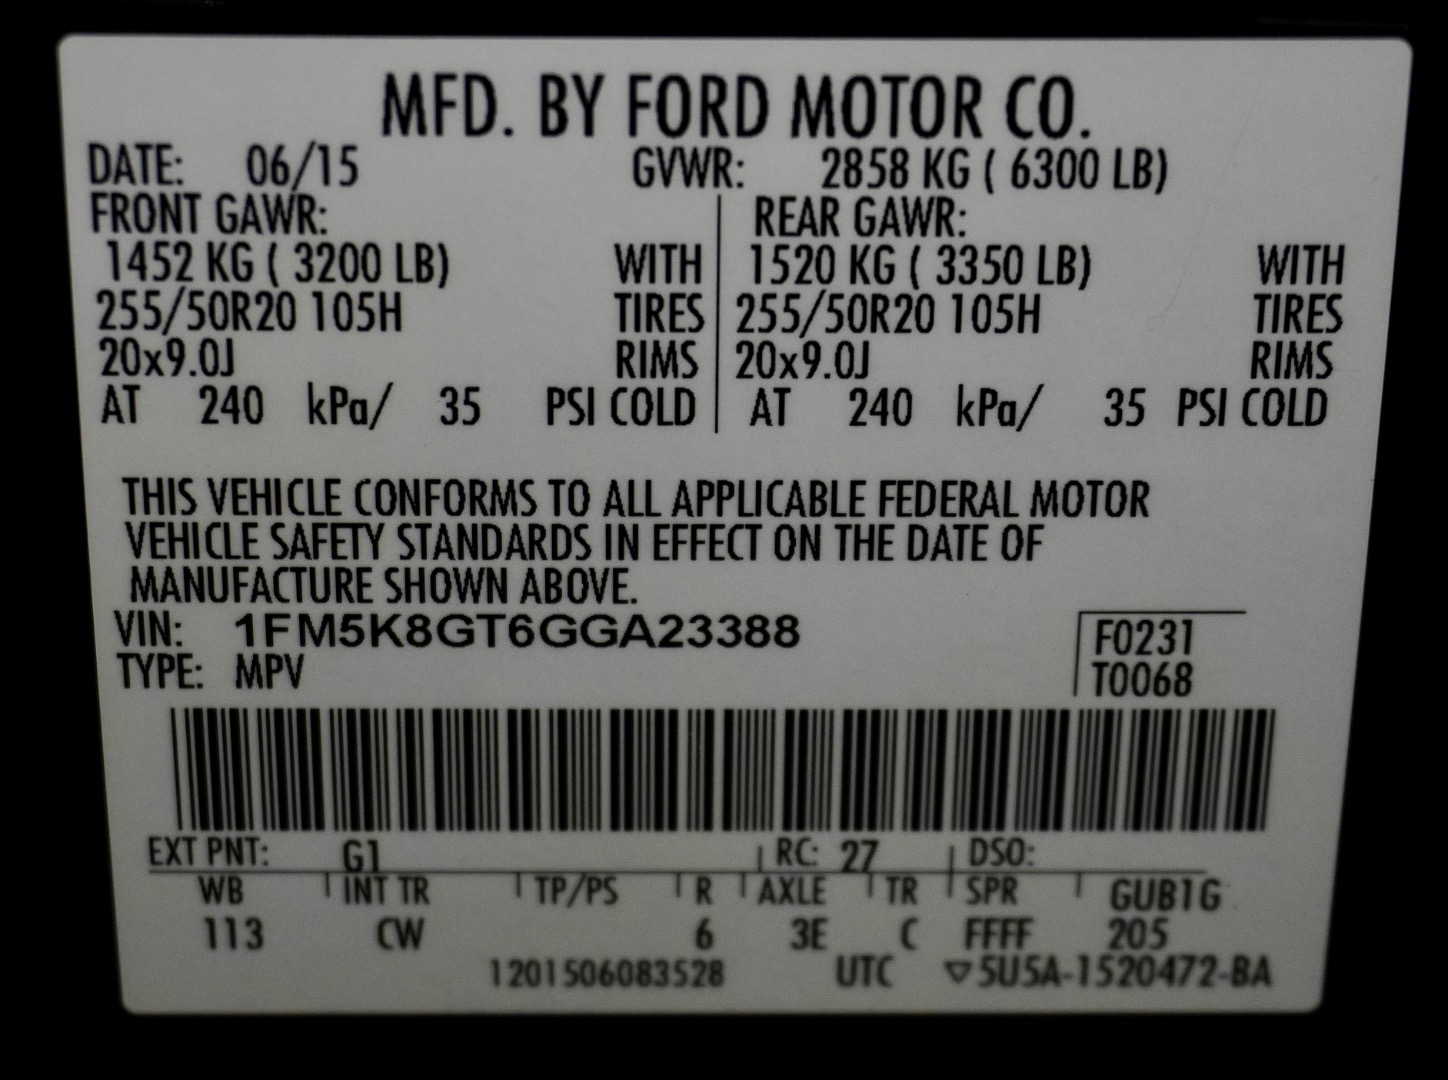 MFD. BY FORD MOTOR CO.
DATE: 06/15 GVWR: 2858 KG ( 6300 LB)
FRONT GAWR: REAR GAWR:
1452 KG ( 3200 LB) WITH 1520 KG ( 3350 LB) WITH
255/50R20 105H TIRES 255/50R20 105H TIRES
20x9.0J RIMS 20x9.0J RIMS
AT 240 kPa/ 35 PSI COLD AT 240 kPa/ 35 PSI COLD
THIS VEHICLE CONFORMS TO ALL APPLICABLE FEDERAL MOTOR
VEHICLE SAFETY STANDARDS IN EFFECT ON THE DATE OF
MANUFACTURE SHOWN ABOVE.
VIN: 1FM5K8GT6GGA23388 F0231
TYPE: MPV T0068
EXT PNT: G1 RC: 27 DSO:
WB INT TR TP/PS R AXLE TR SPR GUB1G
113 CW 6 3E C FFFF 205
1201506083528 UTC ▽5U5A-1520472-BA